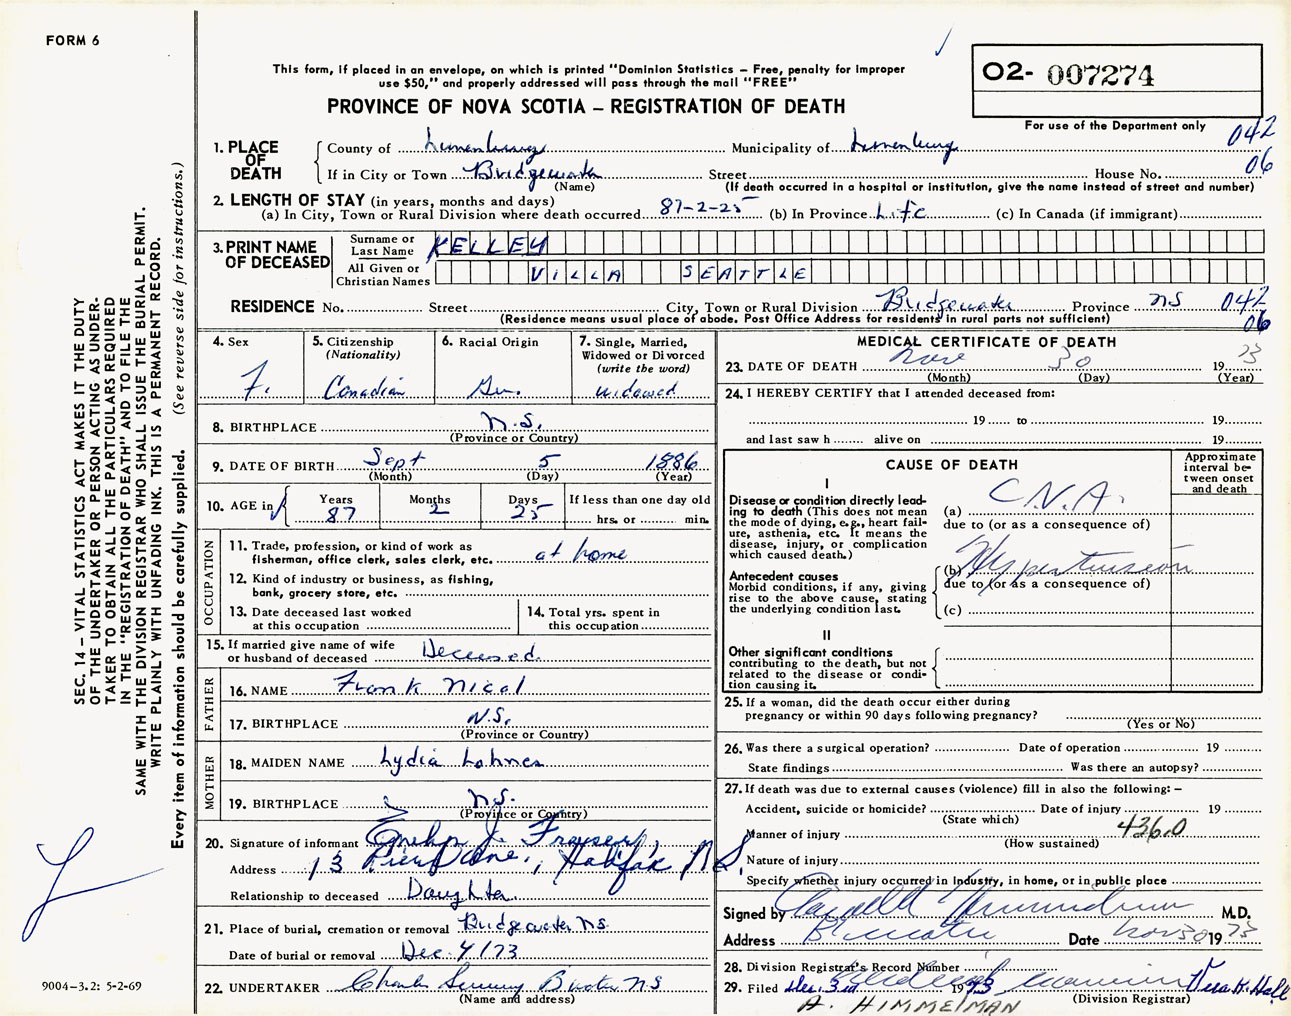 FORM 6
This form, if placed in an envelope, on which is printed "Dominion Statistics – Free, penalty for improper
use $50," and properly addressed will pass through the mail "FREE"
PROVINCE OF NOVA SCOTIA – REGISTRATION OF DEATH
02- 007274
For use of the Department only
042
06
1. PLACE OF DEATH
County of Lunenburg Municipality of Lunenburg
If in City or Town Bridgewater Street House No.
(Name) (If death occurred in a hospital or institution, give the name instead of street and number)
2. LENGTH OF STAY (in years, months and days)
(a) In City, Town or Rural Division where death occurred 87-2-25 (b) In Province Life (c) In Canada (if immigrant)
3. PRINT NAME OF DECEASED
Surname or Last Name KELLEY
All Given or Christian Names VILLA SEATTLE
RESIDENCE No. Street City, Town or Rural Division Bridgewater Province NS 042
(Residence means usual place of abode. Post Office Address for residents in rural parts not sufficient) 06
4. Sex F.
5. Citizenship (Nationality) Canadian
6. Racial Origin Ger.
7. Single, Married, Widowed or Divorced (write the word) widowed
8. BIRTHPLACE N.S.
(Province or Country)
9. DATE OF BIRTH Sept 5 1886
(Month) (Day) (Year)
10. AGE in Years 87 Months 2 Days 25 If less than one day old
hrs. or min.
OCCUPATION
11. Trade, profession, or kind of work as
fisherman, office clerk, sales clerk, etc. at home
12. Kind of industry or business, as fishing,
bank, grocery store, etc.
13. Date deceased last worked
at this occupation
14. Total yrs. spent in
this occupation
15. If married give name of wife
or husband of deceased Deceased
FATHER
16. NAME Frank Nicol
17. BIRTHPLACE N.S.
(Province or Country)
MOTHER
18. MAIDEN NAME Lydia Lohnes
19. BIRTHPLACE N.S.
(Province or Country)
20. Signature of informant
Address 13 Halifax N.S.
Relationship to deceased Daughter
21. Place of burial, cremation or removal Bridgewater NS
Date of burial or removal Dec. 4/73
22. UNDERTAKER NS
(Name and address)
MEDICAL CERTIFICATE OF DEATH
23. DATE OF DEATH Nov 30 1973
(Month) (Day) (Year)
24. I HEREBY CERTIFY that I attended deceased from:
19 to 19
and last saw h alive on 19
CAUSE OF DEATH
Approximate interval between onset and death
I
Disease or condition directly leading to death (This does not mean the mode of dying, e.g., heart failure, asthenia, etc. It means the disease, injury, or complication which caused death.)
(a) C.V.A.
due to (or as a consequence of)
Antecedent causes
Morbid conditions, if any, giving rise to the above cause, stating the underlying condition last.
(b) Hypertension
due to (or as a consequence of)
(c)
II
Other significant conditions
contributing to the death, but not related to the disease or condition causing it.
25. If a woman, did the death occur either during
pregnancy or within 90 days following pregnancy?
(Yes or No)
26. Was there a surgical operation? Date of operation 19
State findings Was there an autopsy?
27. If death was due to external causes (violence) fill in also the following: –
Accident, suicide or homicide? Date of injury 19
(State which)
436.0
Manner of injury
(How sustained)
Nature of injury
Specify whether injury occurred in industry, in home, or in public place
Signed by M.D.
Address B'water Date Nov 30 1973
28. Division Registrar's Record Number
29. Filed Dec. 3rd 1973 Vera K. Hall
(Division Registrar)
A. HIMMELMAN
SEC. 14 – VITAL STATISTICS ACT MAKES IT THE DUTY
OF THE UNDERTAKER OR PERSON ACTING AS UNDER-
TAKER TO OBTAIN ALL THE PARTICULARS REQUIRED
IN THE "REGISTRATION OF DEATH" AND TO FILE THE
SAME WITH THE DIVISION REGISTRAR WHO SHALL ISSUE THE BURIAL PERMIT.
WRITE PLAINLY WITH UNFADING INK. THIS IS A PERMANENT RECORD.
Every item of information should be carefully supplied. (See reverse side for instructions.)
9004-3.2: 5-2-69